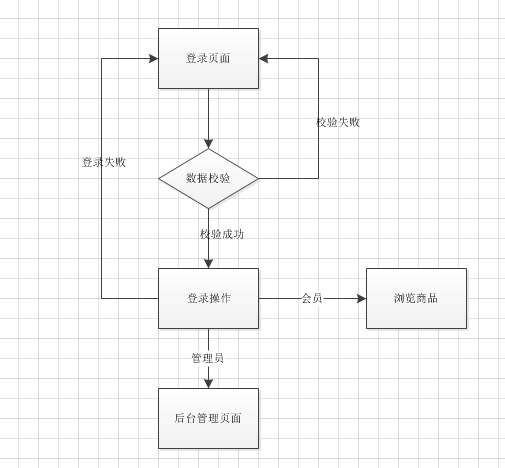 登录页面
校验失败
登录失败
数据校验
校验成功
登录操作
会员
浏览商品
管理员
后台管理页面